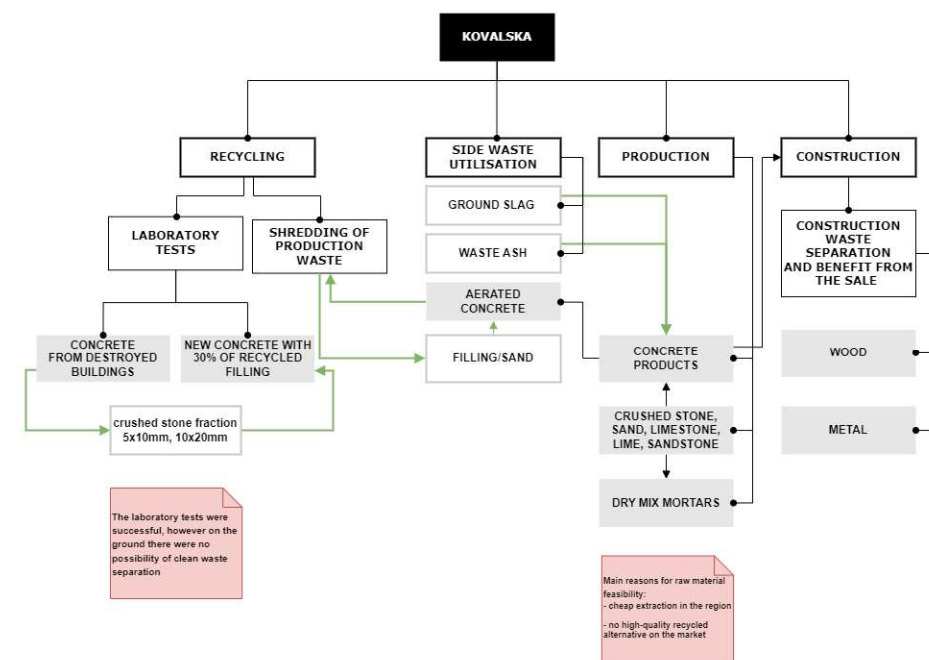 KOVALSKA
RECYCLING
SIDE WASTE
UTILISATION
PRODUCTION
CONSTRUCTION
LABORATORY
TESTS
SHREDDING OF
PRODUCTION
WASTE
GROUND SLAG
WASTE ASH
CONSTRUCTION
WASTE
SEPARATION
AND BENEFIT FROM
THE SALE
AERATED
CONCRETE
CONCRETE
FROM DESTROYED
BUILDINGS
NEW CONCRETE WITH
30% OF RECYCLED
FILLING
FILLING/SAND
CONCRETE
PRODUCTS
WOOD
crushed stone fraction
5x10mm, 10x20mm
CRUSHED STONE,
SAND, LIMESTONE,
LIME, SANDSTONE
METAL
DRY MIX MORTARS
The laboratory tests were
successful, however on the
ground there were no
possibility of clean waste
separation
Main reasons for raw material
feasibility:
- cheap extraction in the region
- no high-quality recycled
alternative on the market